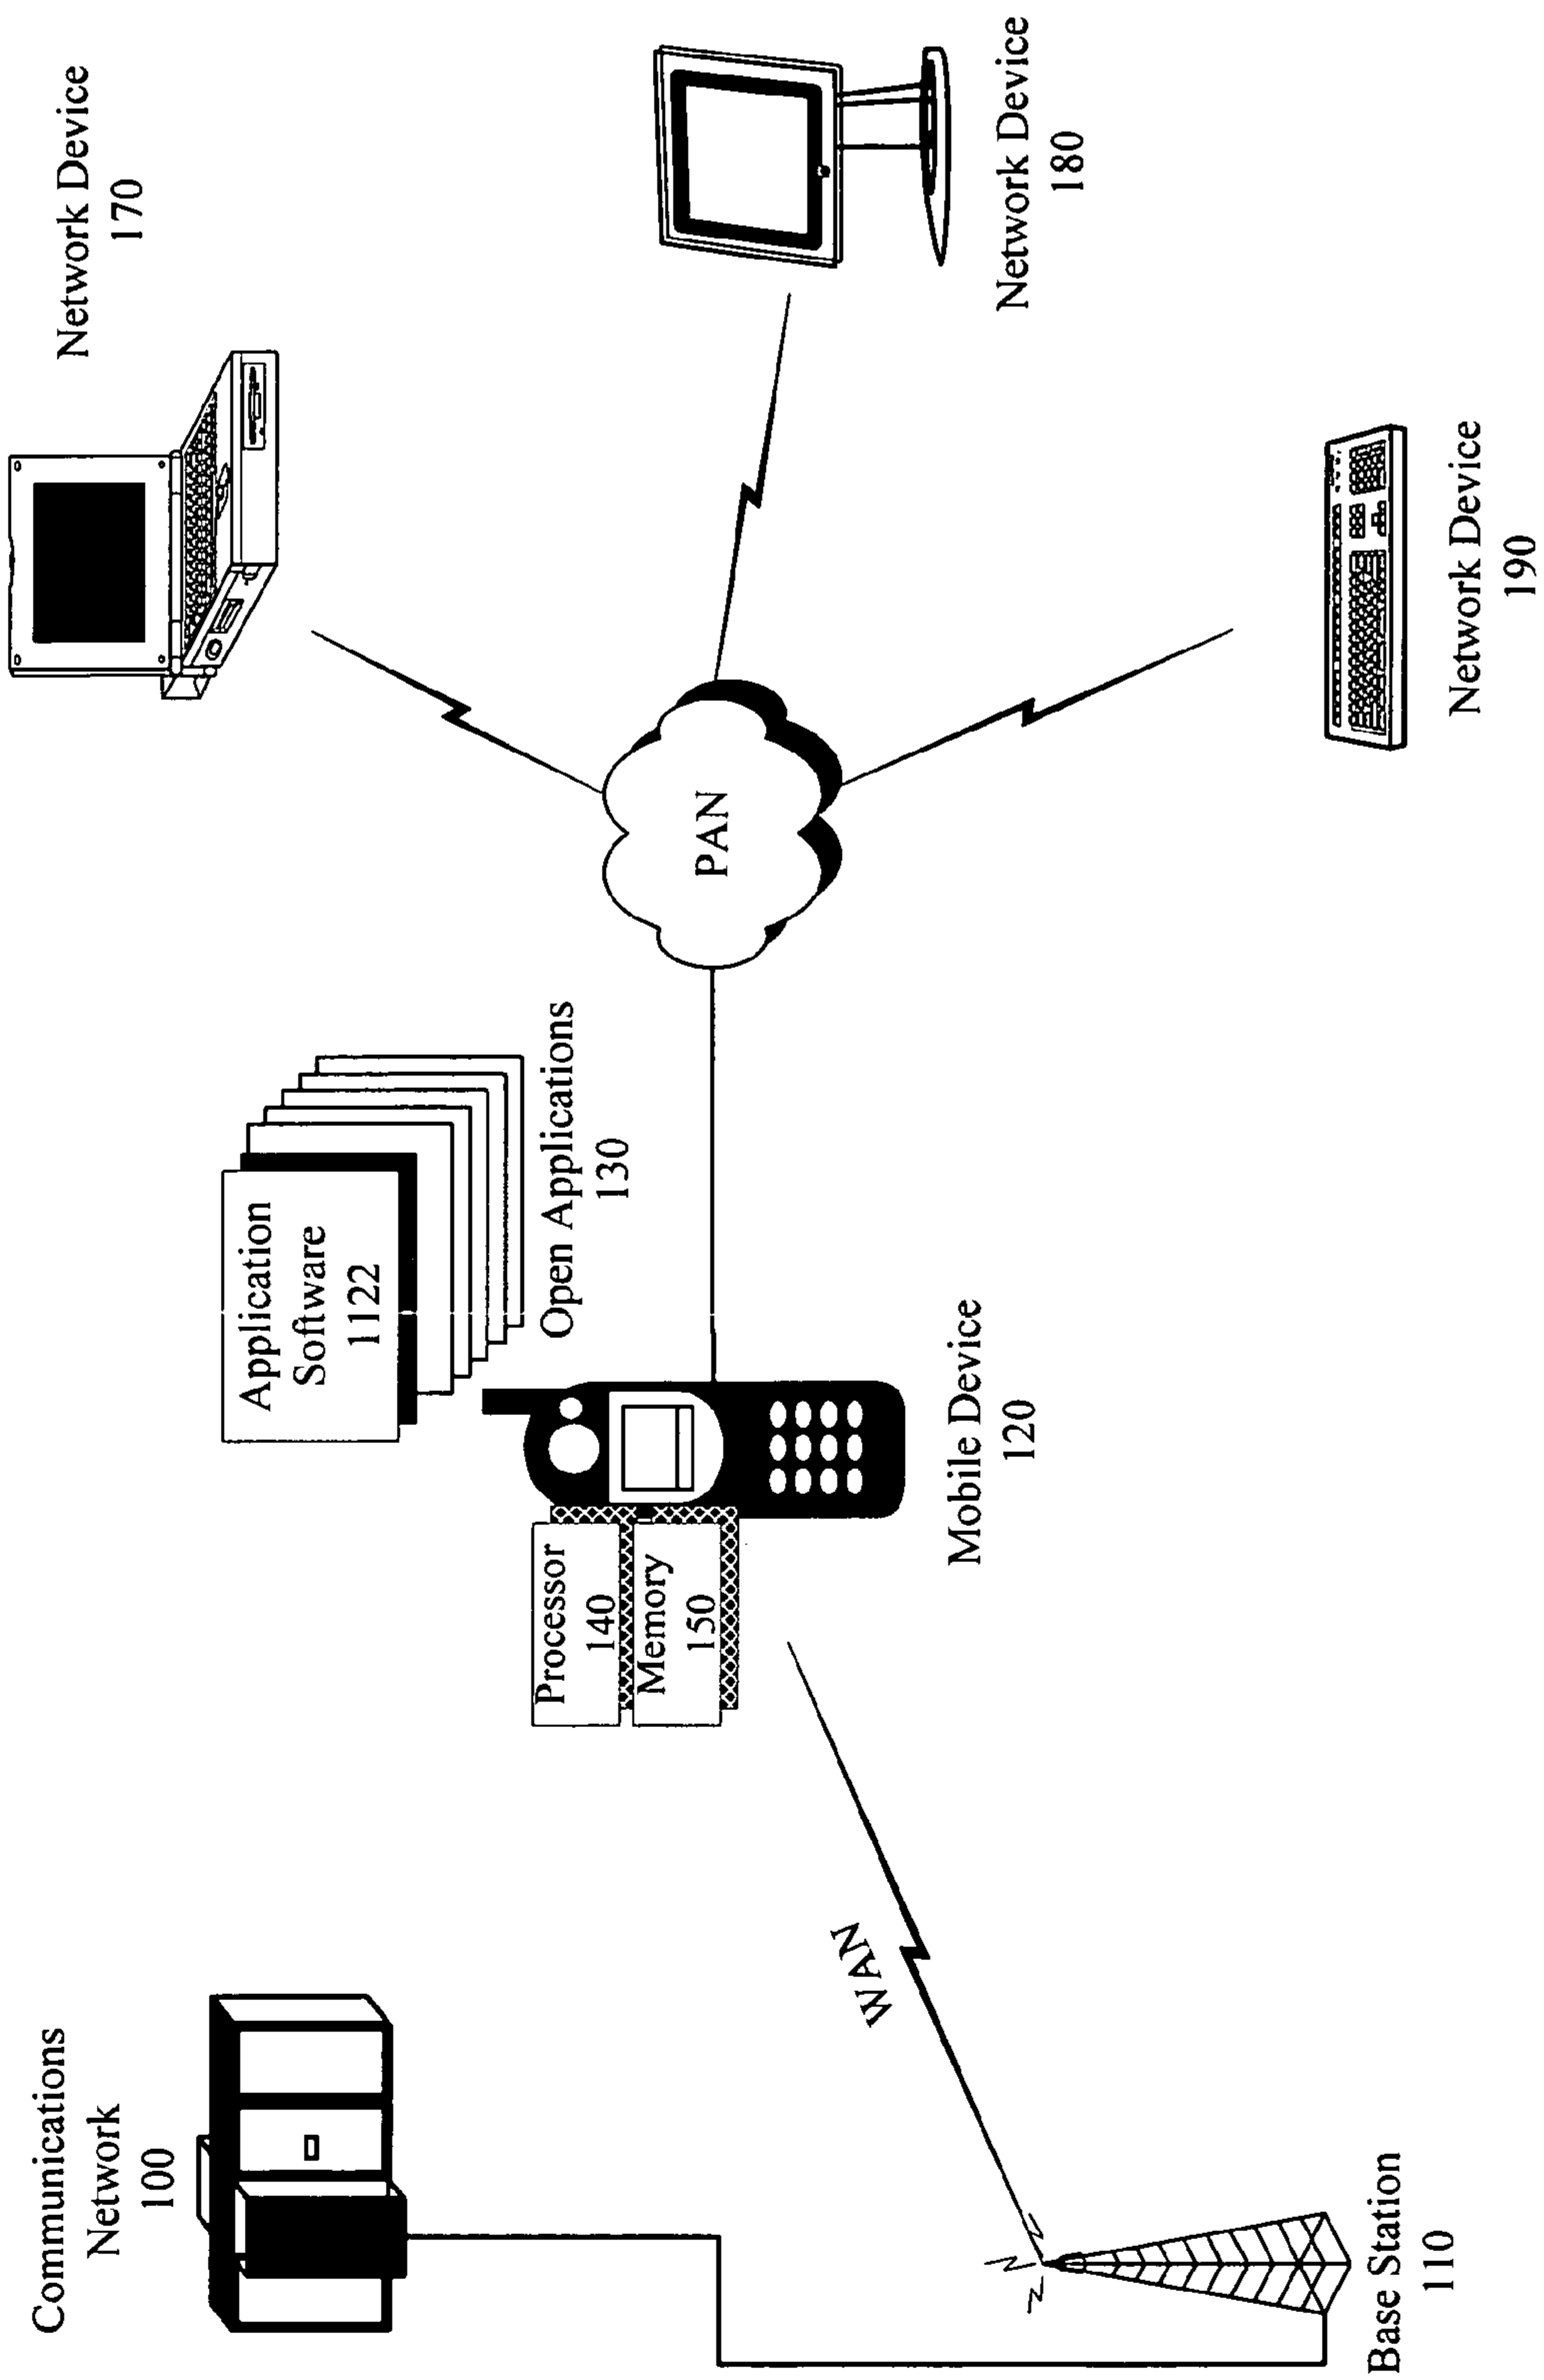 Communications
Network
100
Base Station
110
WAN
Processor
140
Memory
150
Mobile Device
120
Application
Software
1122
Open Applications
130
PAN
Network Device
170
Network Device
180
Network Device
190